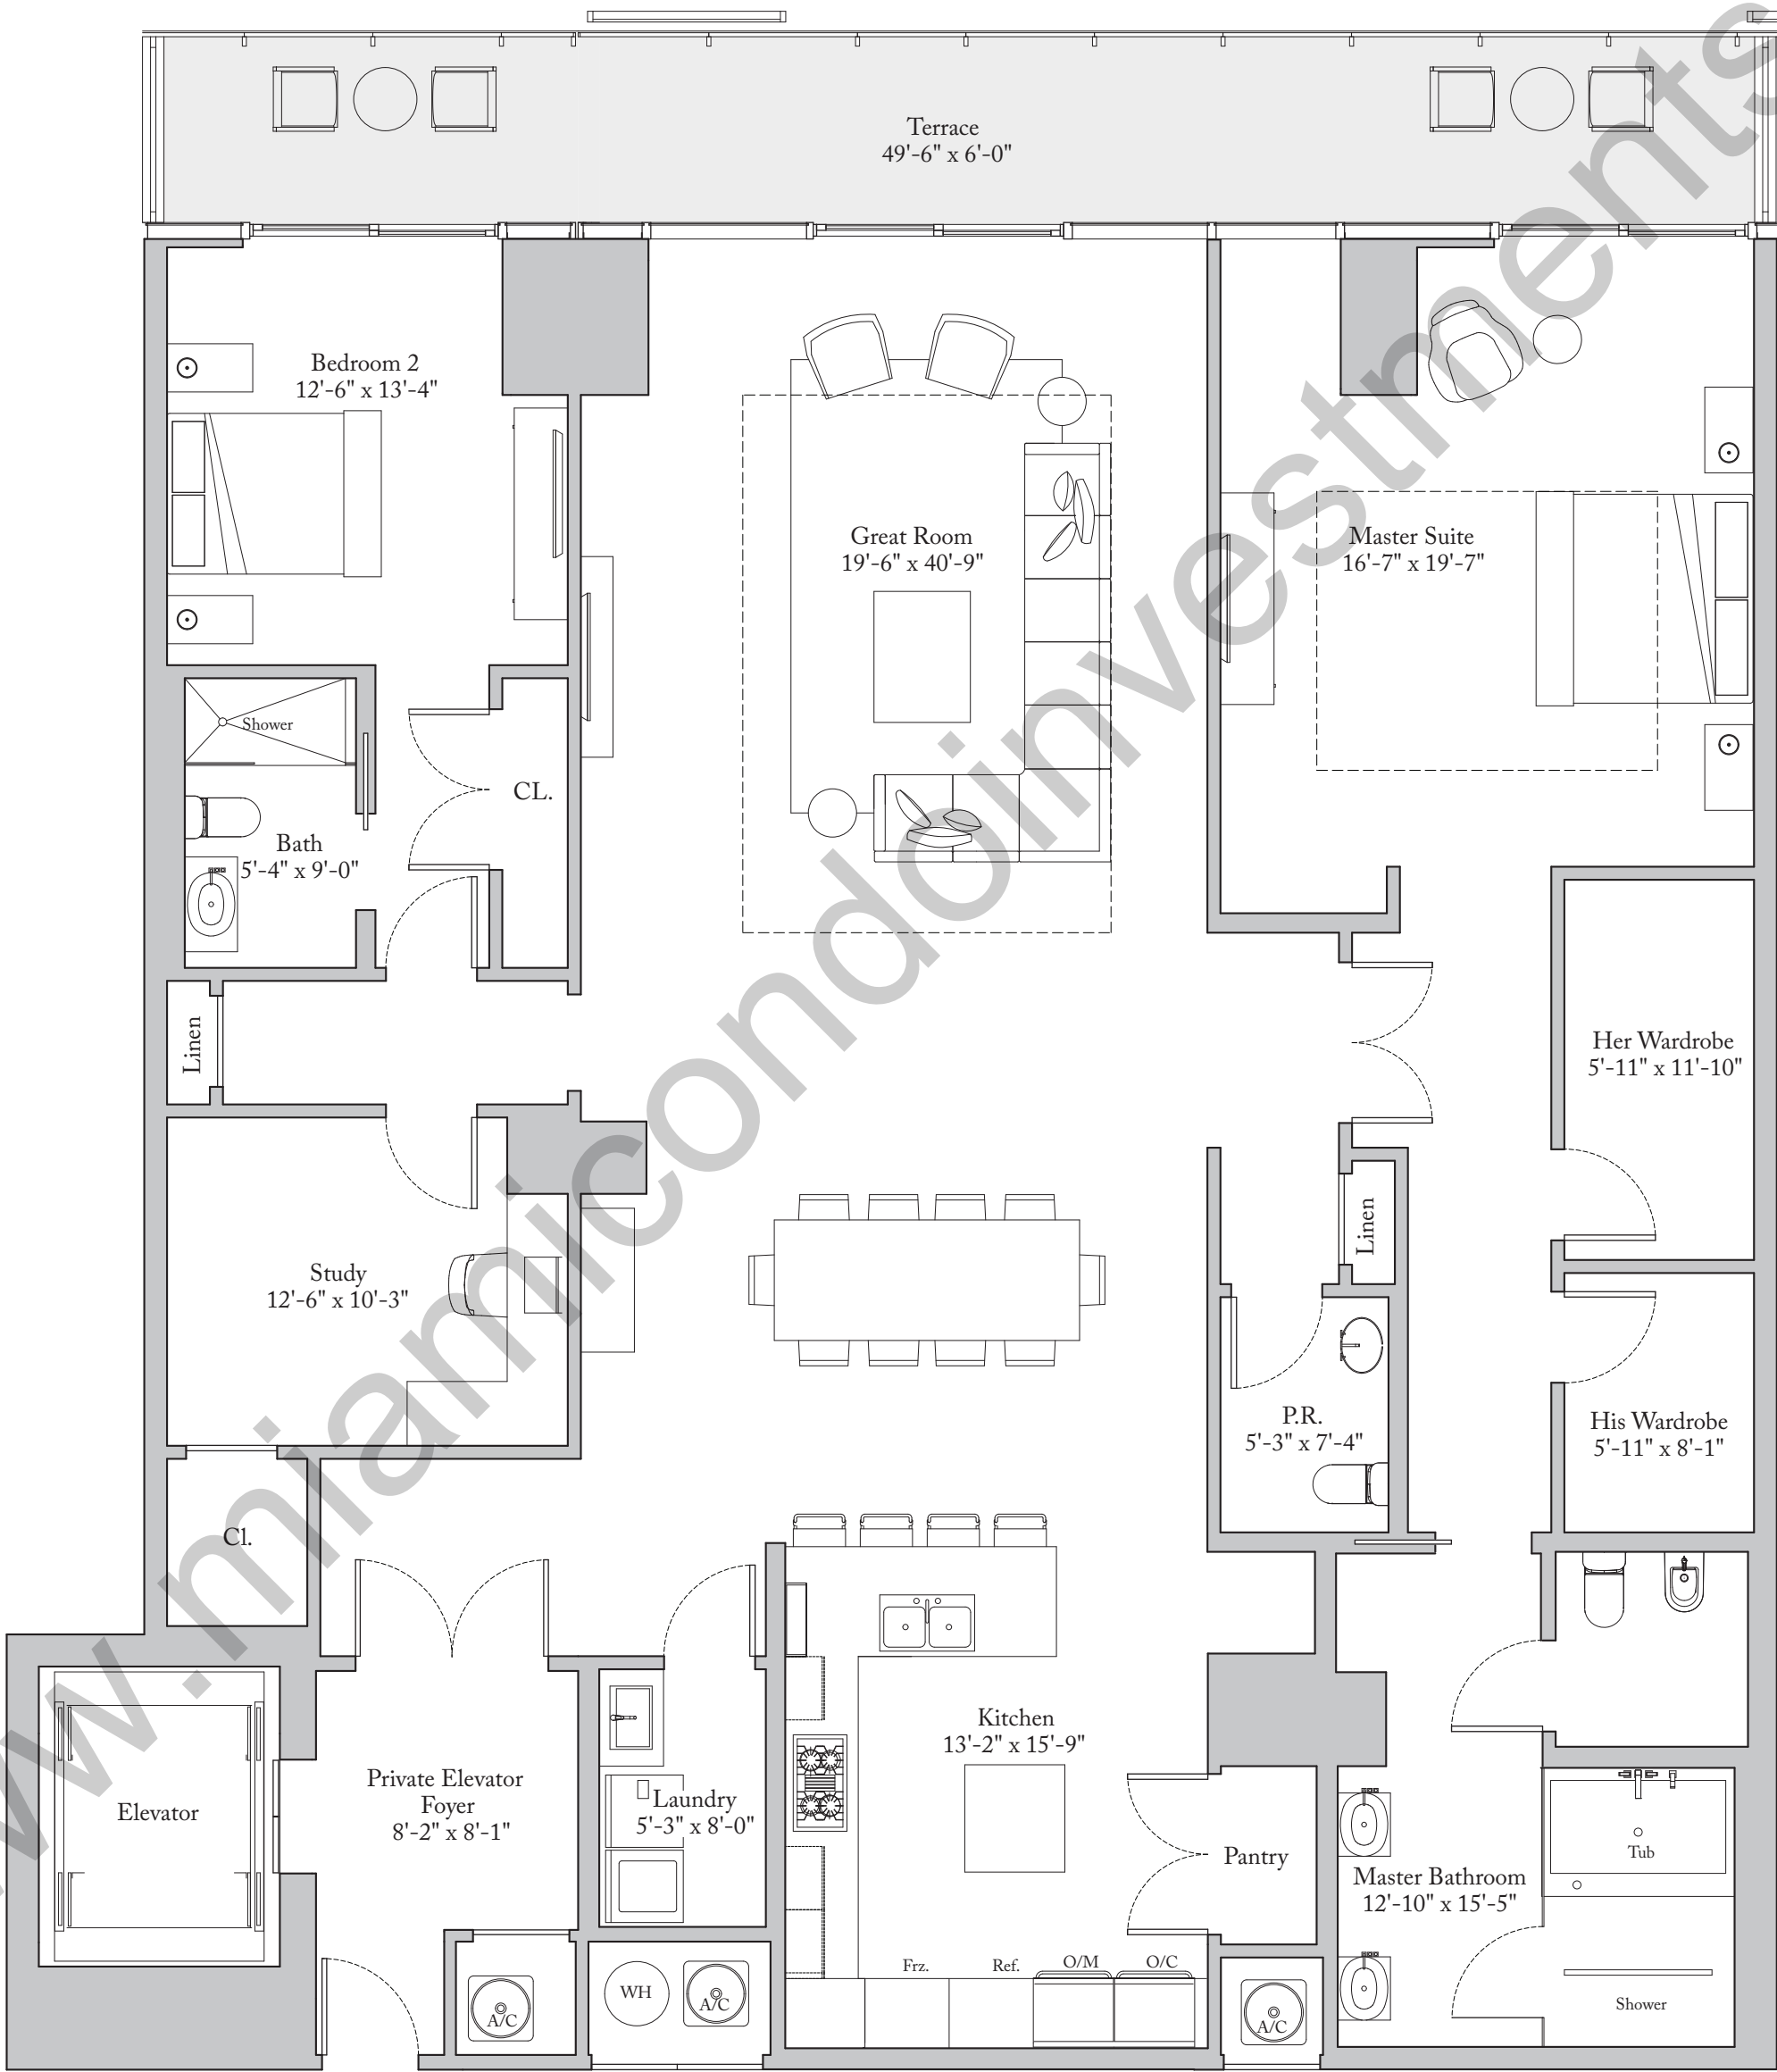 Terrace
49'-6" x 6'-0"
Bedroom 2
12'-6" x 13'-4"
Great Room
19'-6" x 40'-9"
Master Suite
16'-7" x 19'-7"
Shower
CL.
Bath
5'-4" x 9'-0"
Linen
Her Wardrobe
5'-11" x 11'-10"
Linen
Study
12'-6" x 10'-3"
P.R.
5'-3" x 7'-4"
His Wardrobe
5'-11" x 8'-1"
Cl.
Kitchen
13'-2" x 15'-9"
Elevator
Private Elevator
Foyer
8'-2" x 8'-1"
Laundry
5'-3" x 8'-0"
Pantry
Tub
Master Bathroom
12'-10" x 15'-5"
Frz.
Ref.
O/M
O/C
A/C
WH
A/C
A/C
Shower
w.miamicondoinvestments